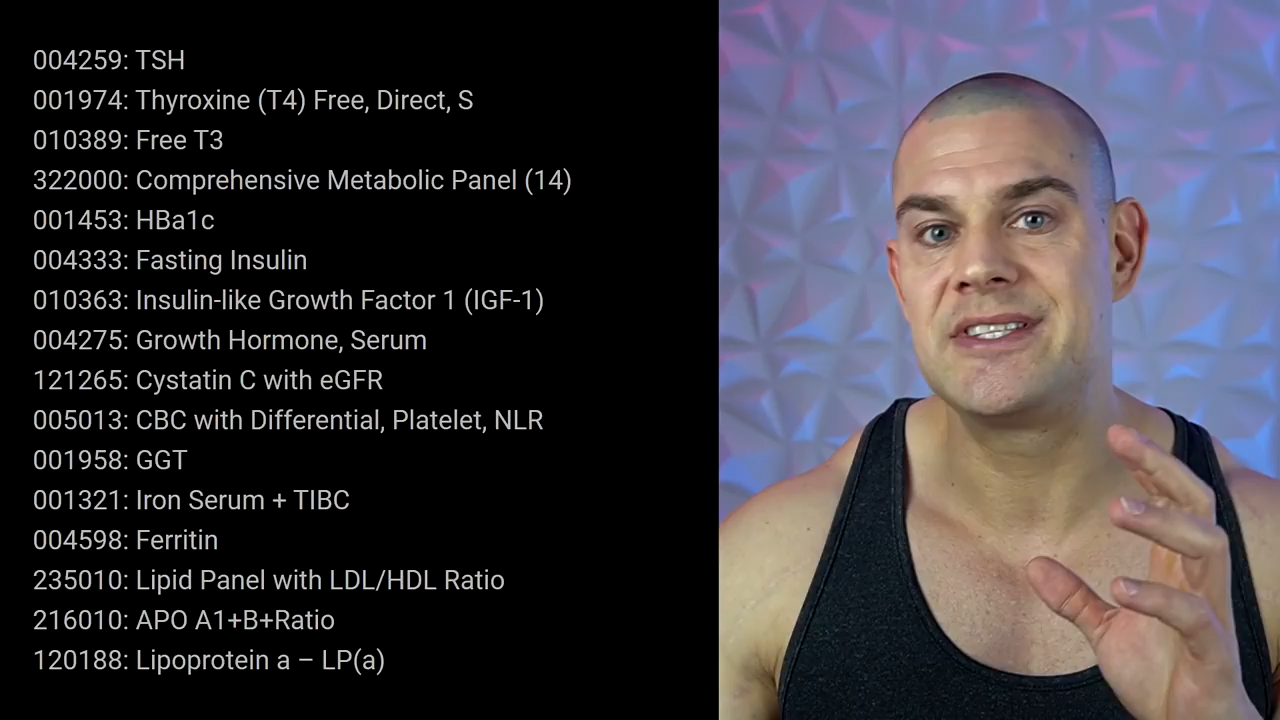 004259: TSH
001974: Thyroxine (T4) Free, Direct, S
010389: Free T3
322000: Comprehensive Metabolic Panel (14)
001453: HBa1c
004333: Fasting Insulin
010363: Insulin-like Growth Factor 1 (IGF-1)
004275: Growth Hormone, Serum
121265: Cystatin C with eGFR
005013: CBC with Differential, Platelet, NLR
001958: GGT
001321: Iron Serum + TIBC
004598: Ferritin
235010: Lipid Panel with LDL/HDL Ratio
216010: APO A1+B+Ratio
120188: Lipoprotein a – LP(a)